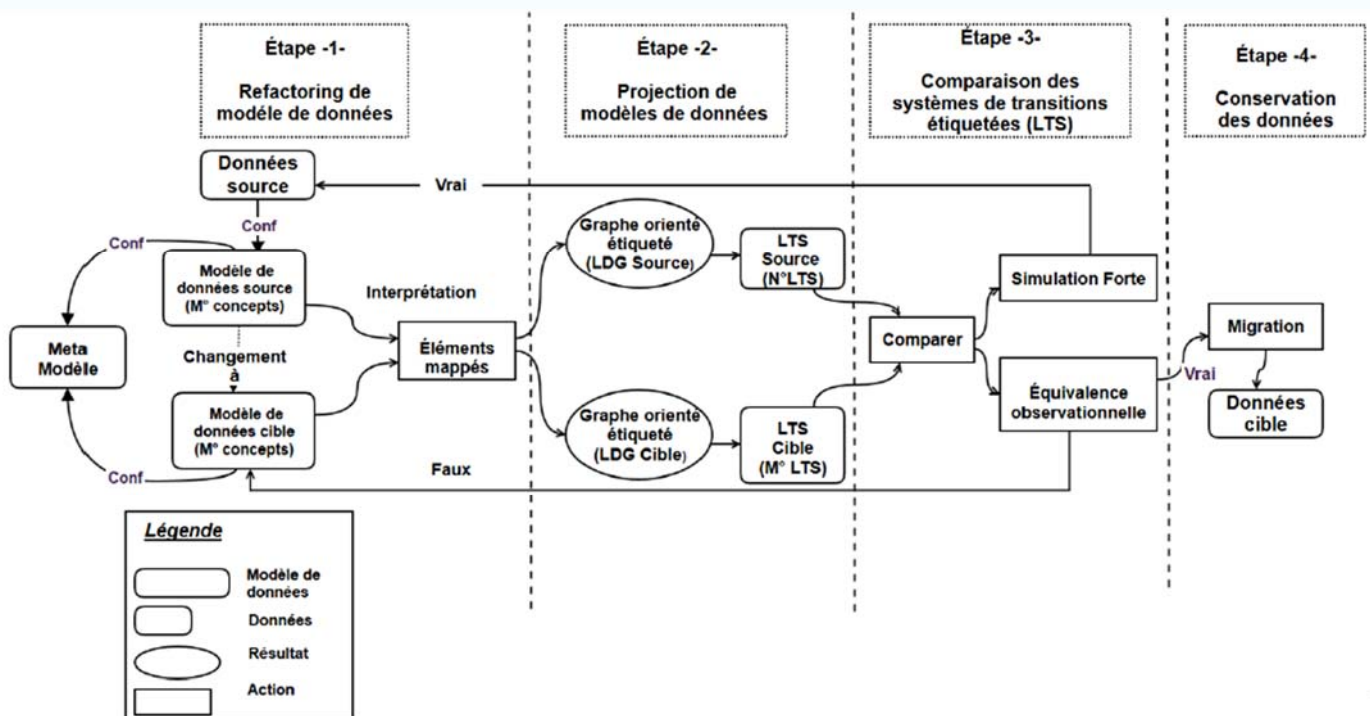 Étape -1-
Refactoring de
modéle de données
Étape -2-
Projection de
modèles de données
Étape -3-
Comparaison des
systèmes de transitions
étiquetées (LTS)
Étape -4-
Conservation
des données
Données
source
Vrai
Conf
Conf
Modèle de
données source
(M° concepts)
Interprétation
Graphe orienté
étiqueté
(LDG Source)
LTS
Source
(N°LTS)
Simulation Forte
Meta
Modèle
Changement
à
Éléments
mappés
Comparer
Migration
Vrai
Équivalence
observationnelle
Données
cible
Modèle de
données cible
(M° concepts)
Graphe orienté
étiqueté
(LDG Cible)
LTS
Cible
(M° LTS)
Conf
Faux
Légende
Modèle de
données
Données
Résultat
Action